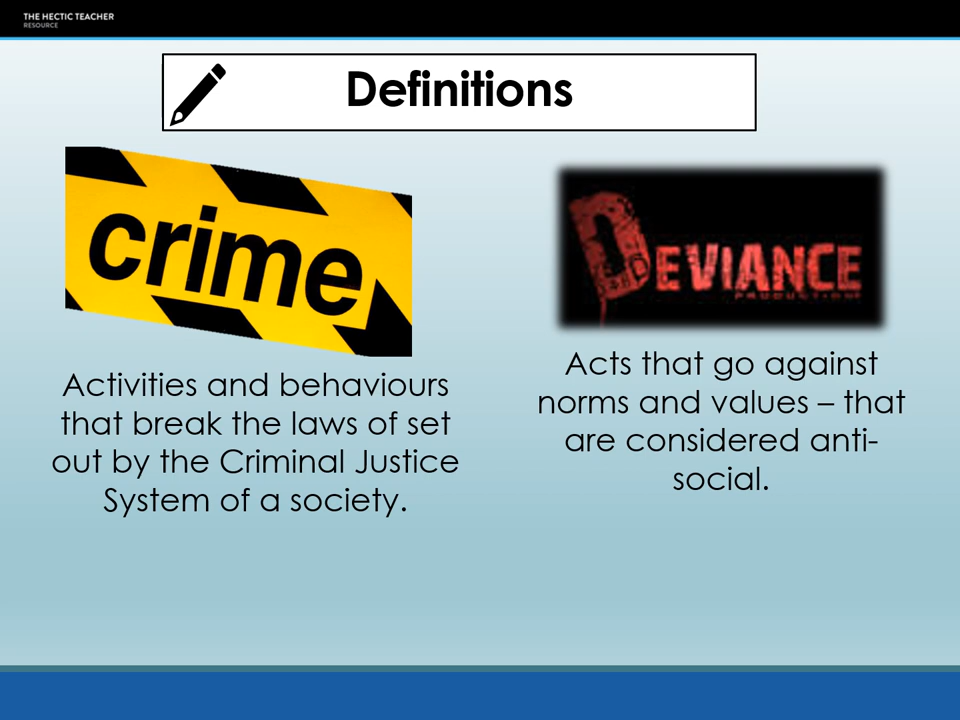 THE HECTIC TEACHER
RESOURCE
Definitions
crime
Activities and behaviours
that break the laws of set
out by the Criminal Justice
System of a society.
DEVIANCE
PRODUCTIONS
Acts that go against
norms and values – that
are considered anti-
social.